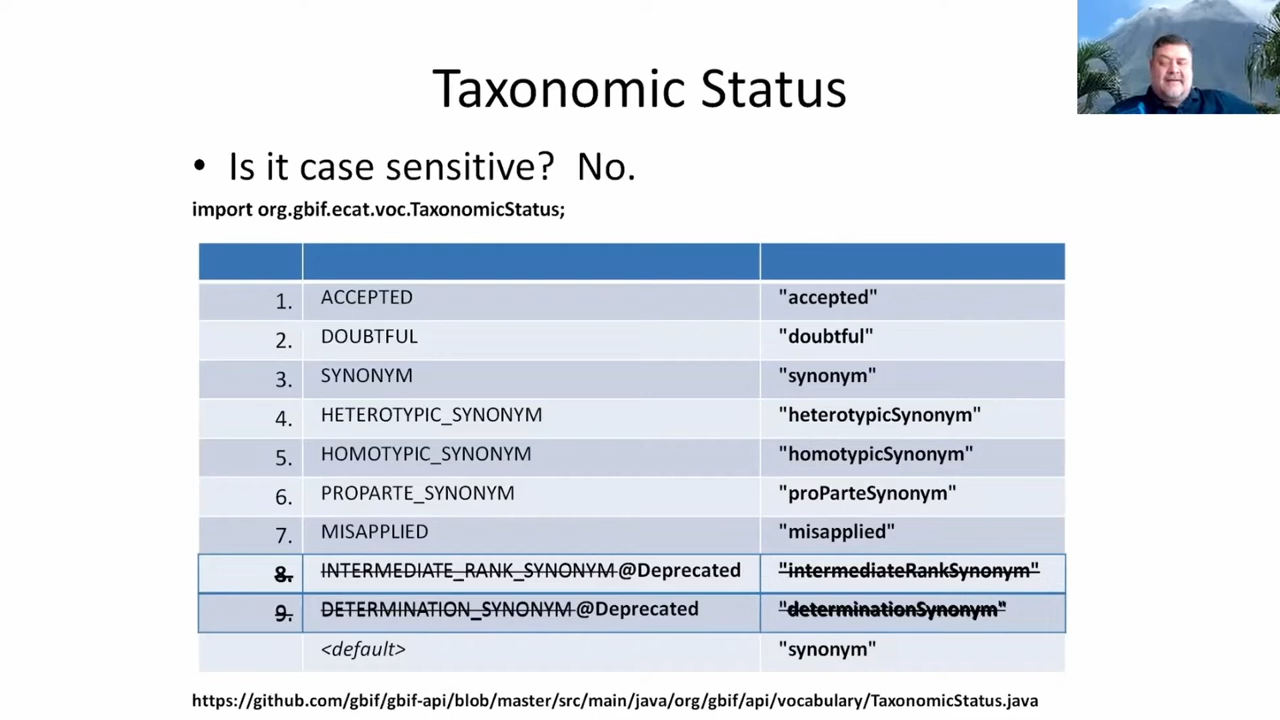 Taxonomic Status
• Is it case sensitive? No.
import org.gbif.ecat.voc.TaxonomicStatus;
1. ACCEPTED "accepted"
2. DOUBTFUL "doubtful"
3. SYNONYM "synonym"
4. HETEROTYPIC_SYNONYM "heterotypicSynonym"
5. HOMOTYPIC_SYNONYM "homotypicSynonym"
6. PROPARTE_SYNONYM "proParteSynonym"
7. MISAPPLIED "misapplied"
8. INTERMEDIATE_RANK_SYNONYM @Deprecated "intermediateRankSynonym"
9. DETERMINATION_SYNONYM @Deprecated "determinationSynonym"
<default> "synonym"
https://github.com/gbif/gbif-api/blob/master/src/main/java/org/gbif/api/vocabulary/TaxonomicStatus.java